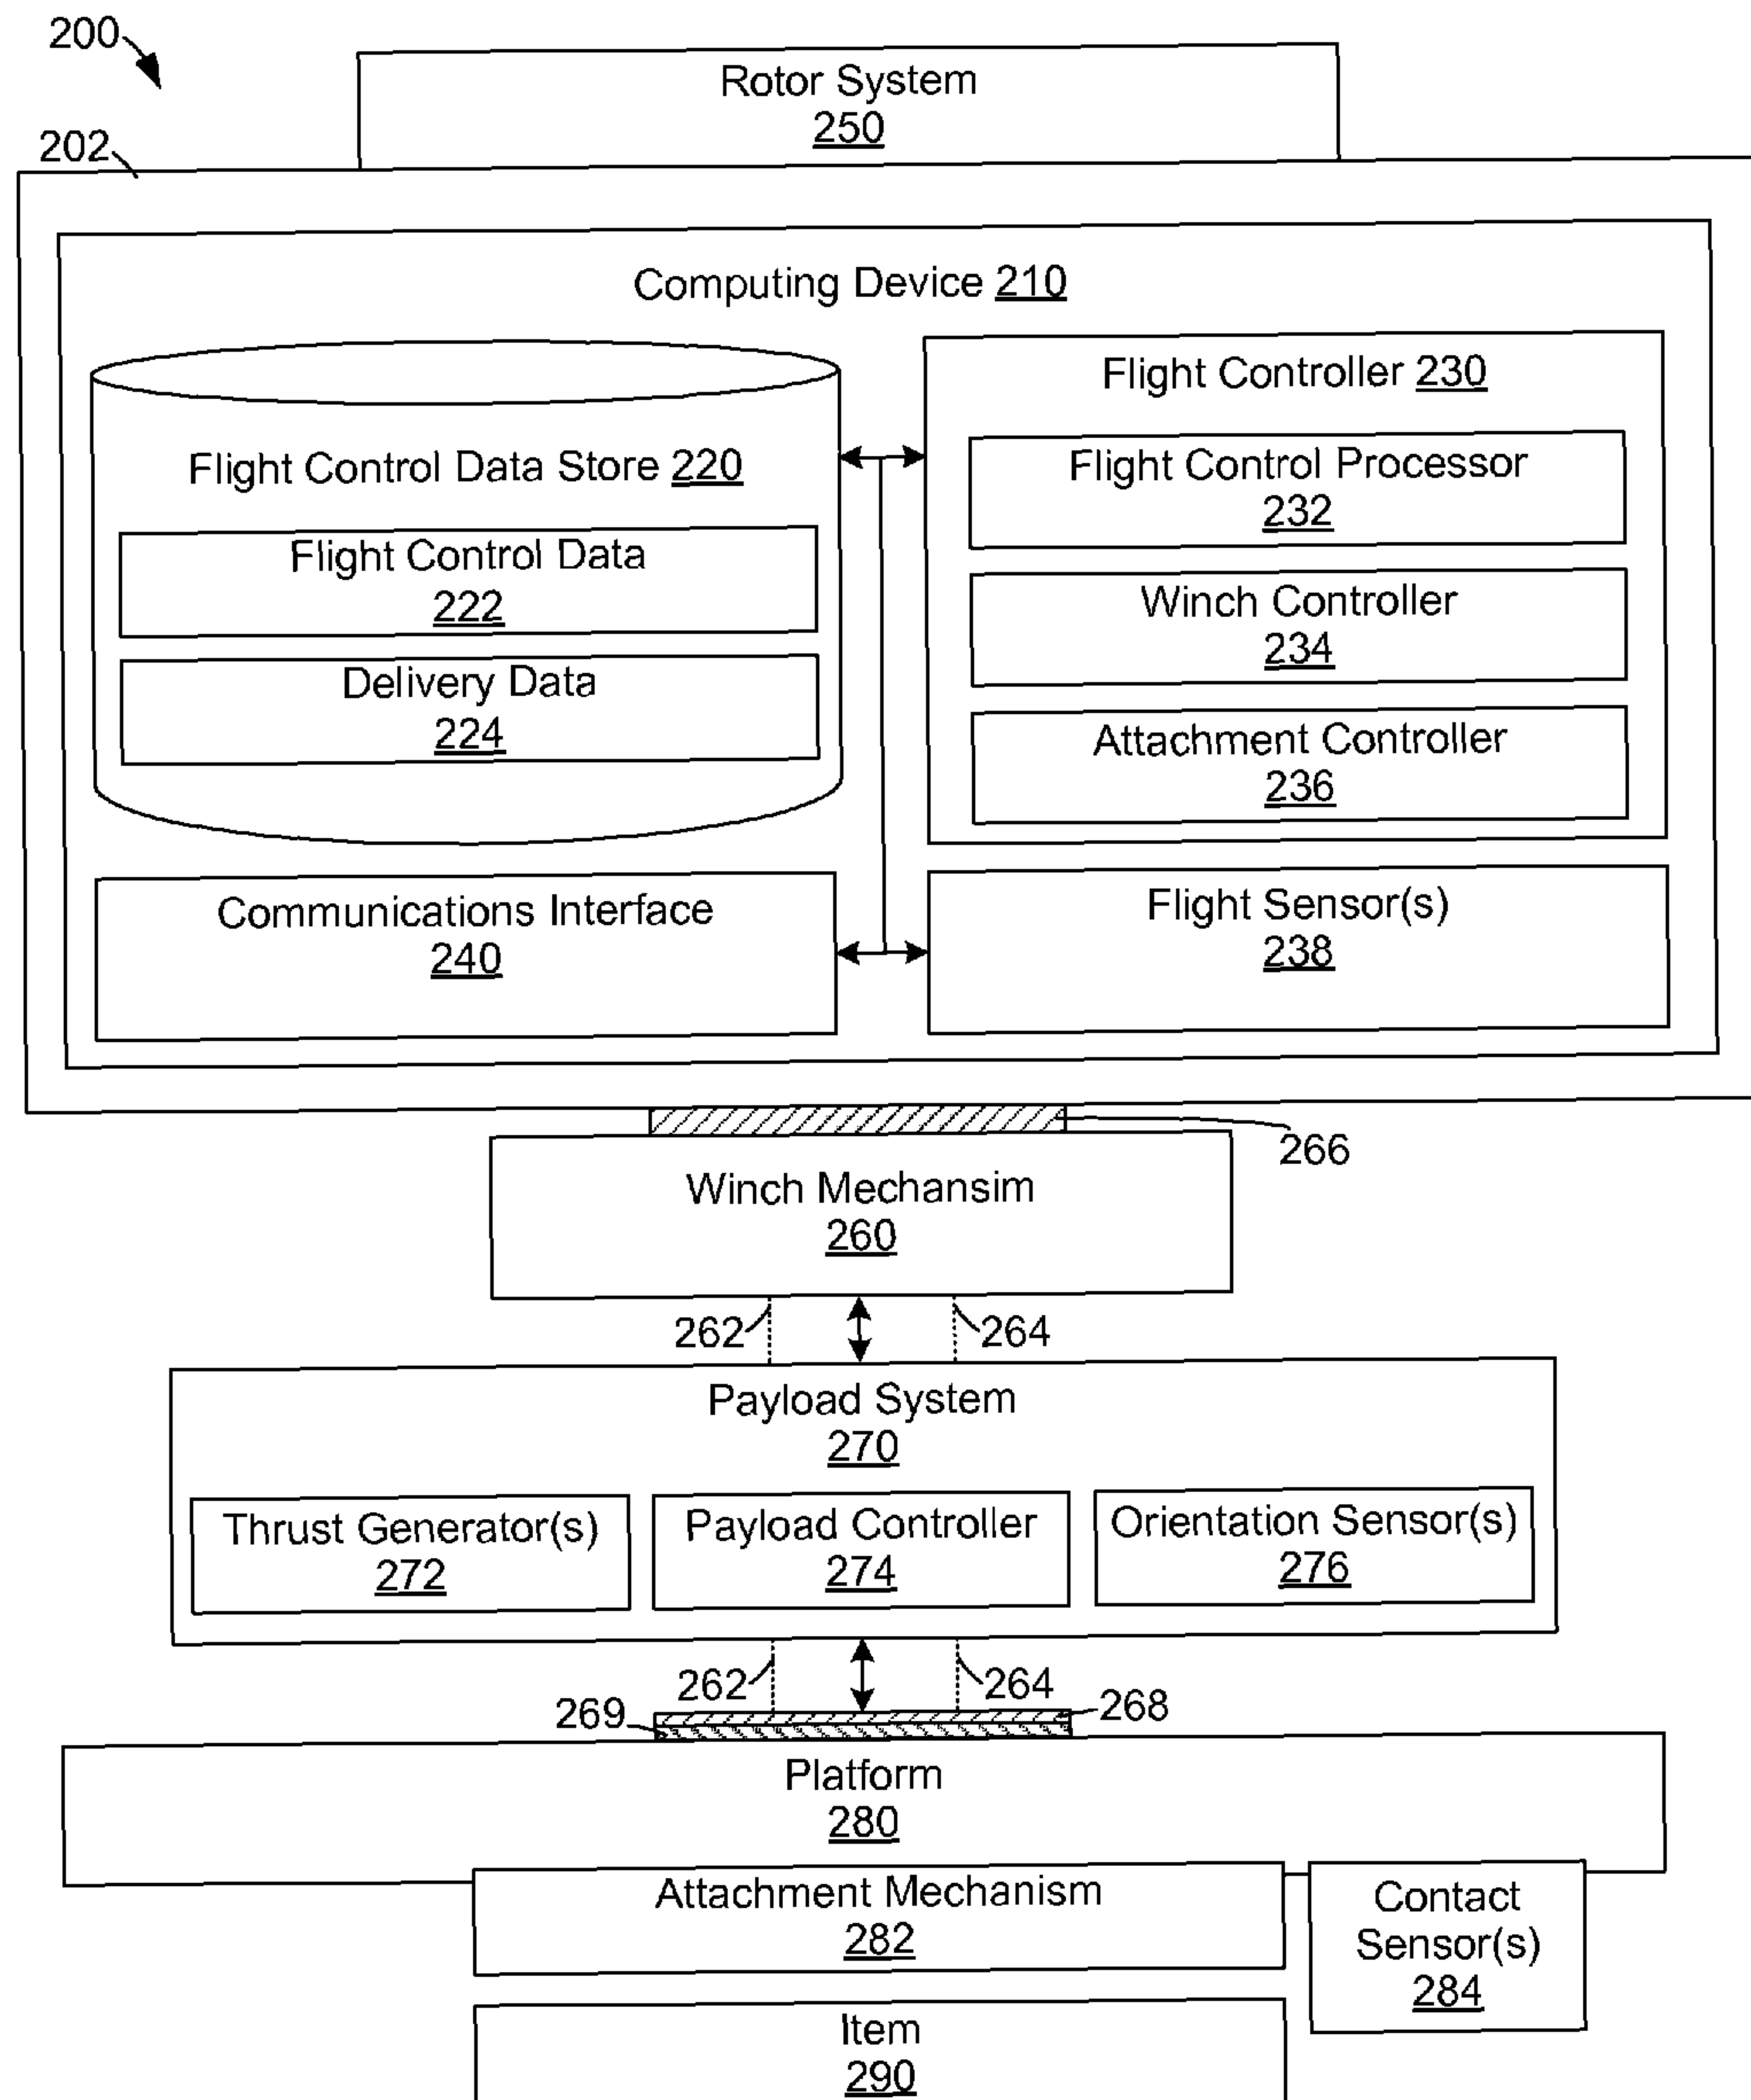 200
Rotor System
250
202
Computing Device 210
Flight Control Data Store 220
Flight Control Data
222
Delivery Data
224
Flight Controller 230
Flight Control Processor
232
Winch Controller
234
Attachment Controller
236
Communications Interface
240
Flight Sensor(s)
238
266
Winch Mechansim
260
262
264
Payload System
270
Thrust Generator(s)
272
Payload Controller
274
Orientation Sensor(s)
276
262
264
269
268
Platform
280
Attachment Mechanism
282
Contact
Sensor(s)
284
Item
290